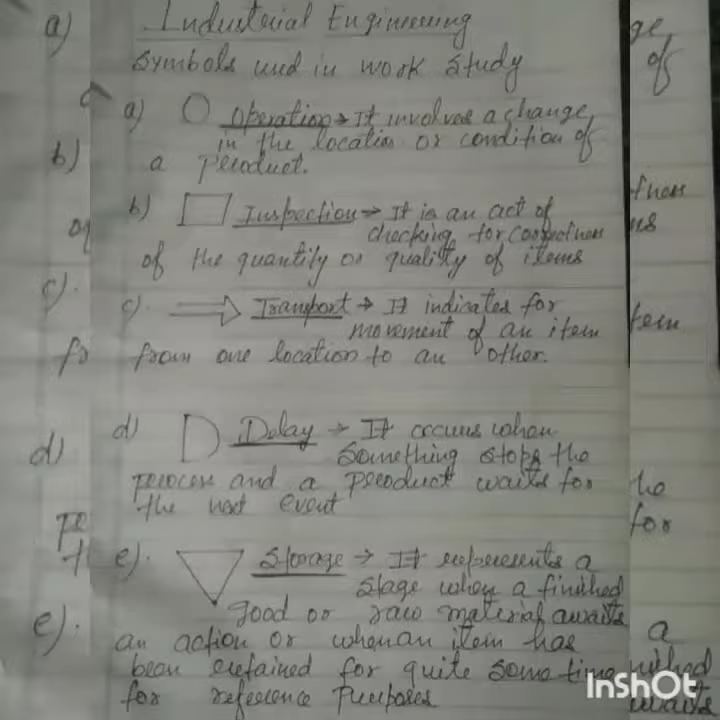 Industrial Engineering
Symbols used in work study
a) Operation → It involves a change
in the location or condition of
a product.
b) Inspection → It is an act of
checking for correctness
of the quantity or quality of items
c) Transport → It indicates for
movement of an item
from one location to an other.
d) Delay → It occurs when
something stops the
process and a product waits for
the next event
e). Storage → It represents a
stage when a finished
good or raw material awaits
an action or when an item has
been retained for quite some time
for reference purposes
InShOt